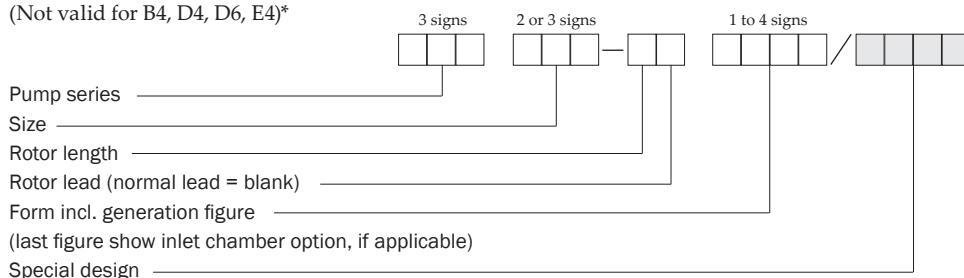 (Not valid for B4, D4, D6, E4)*
3 signs 2 or 3 signs 1 to 4 signs
— /
Pump series
Size
Rotor length
Rotor lead (normal lead = blank)
Form incl. generation figure
(last figure show inlet chamber option, if applicable)
Special design